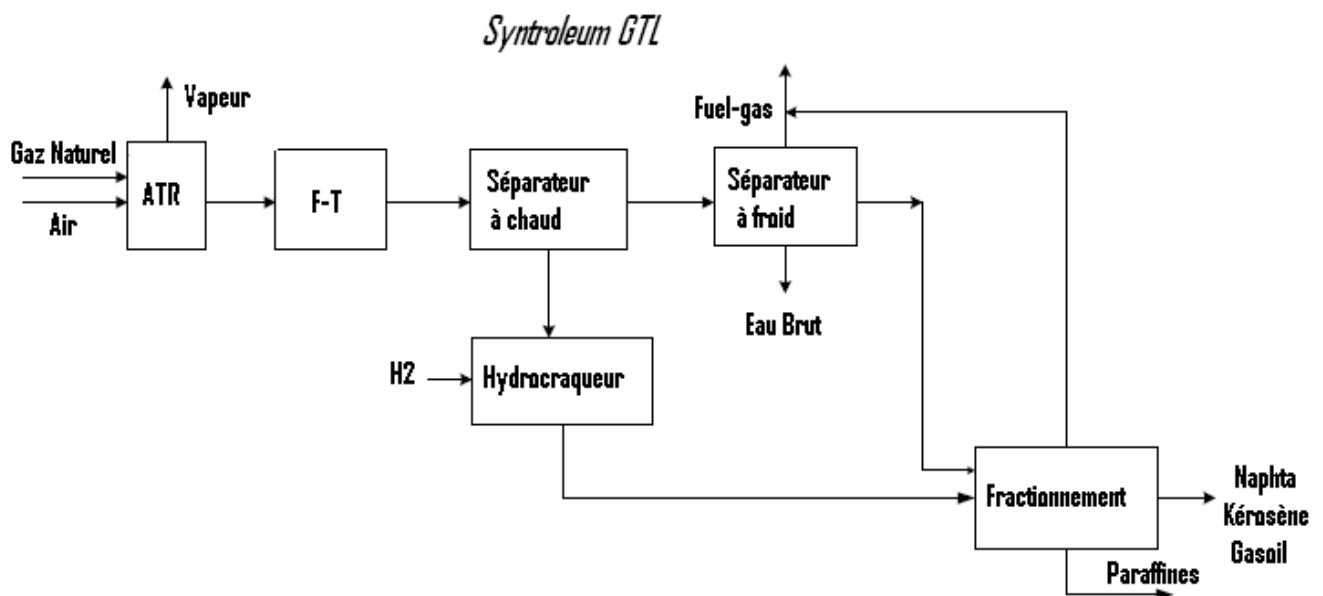 Syntroleum GTL
Vapeur
Fuel-gas
Gaz Naturel
Air
ATR
F-T
Séparateur
à chaud
Séparateur
à froid
Eau Brut
H2
Hydrocraqueur
Fractionnement
Naphta
Kérosène
Gasoil
Paraffines